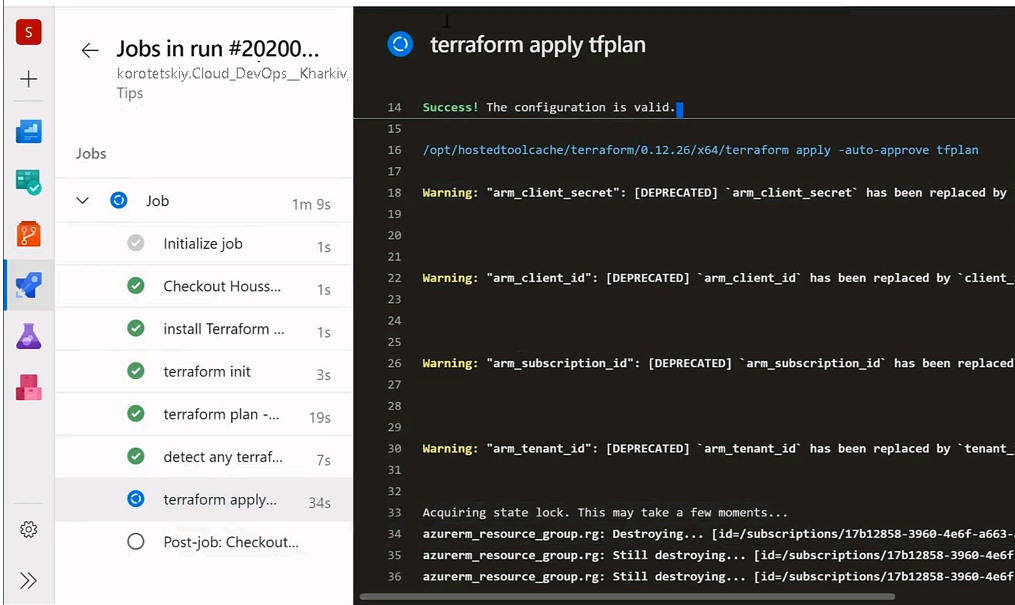 S
Jobs in run #20200...
korotetskiy.Cloud_DevOps__Kharkiv
Tips
Jobs
Job
1m 9s
Initialize job
1s
Checkout Houss...
1s
install Terraform ...
1s
terraform init
3s
terraform plan -...
19s
detect any terraf...
7s
terraform apply...
34s
Post-job: Checkout...
terraform apply tfplan
14 Success! The configuration is valid.
15
16 /opt/hostedtoolcache/terraform/0.12.26/x64/terraform apply -auto-approve tfplan
17
18 Warning: "arm_client_secret": [DEPRECATED] `arm_client_secret` has been replaced by
19
20
21
22 Warning: "arm_client_id": [DEPRECATED] `arm_client_id` has been replaced by `client_
23
24
25
26 Warning: "arm_subscription_id": [DEPRECATED] `arm_subscription_id` has been replaced
27
28
29
30 Warning: "arm_tenant_id": [DEPRECATED] `arm_tenant_id` has been replaced by `tenant_
31
32
33 Acquiring state lock. This may take a few moments...
34 azurerm_resource_group.rg: Destroying... [id=/subscriptions/17b12858-3960-4e6f-a663-
35 azurerm_resource_group.rg: Still destroying... [id=/subscriptions/17b12858-3960-4e6f
36 azurerm_resource_group.rg: Still destroying... [id=/subscriptions/17b12858-3960-4e6f